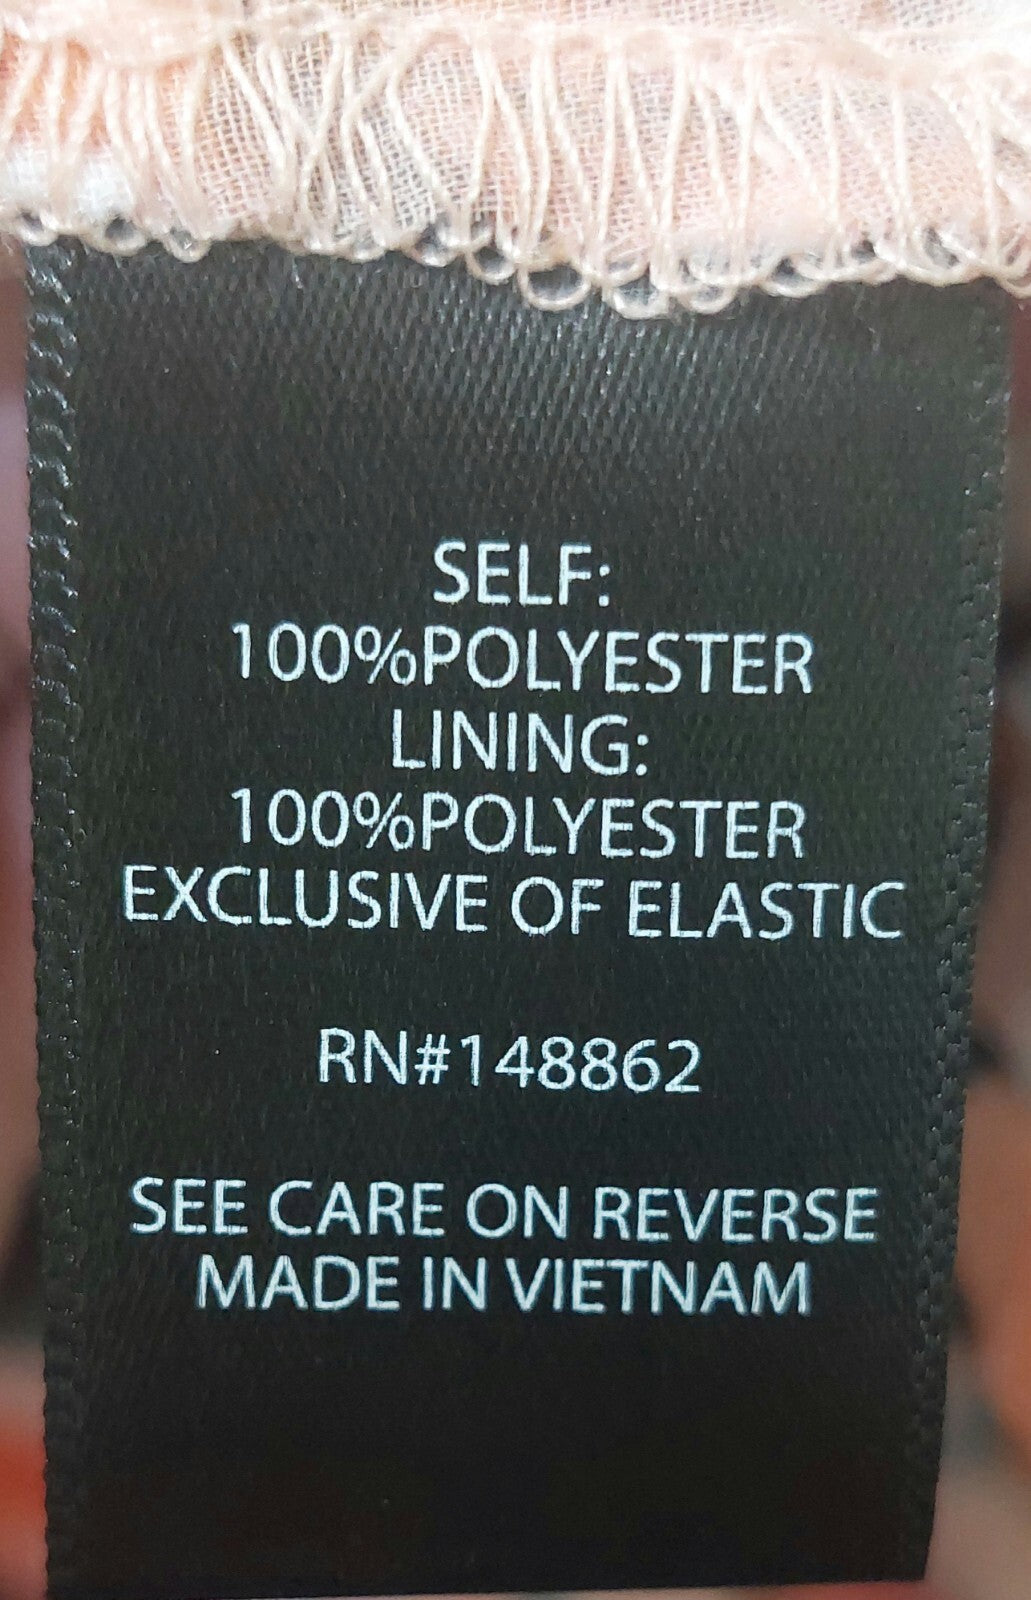 SELF:
100%POLYESTER
LINING:
100%POLYESTER
EXCLUSIVE OF ELASTIC
RN#148862
SEE CARE ON REVERSE
MADE IN VIETNAM